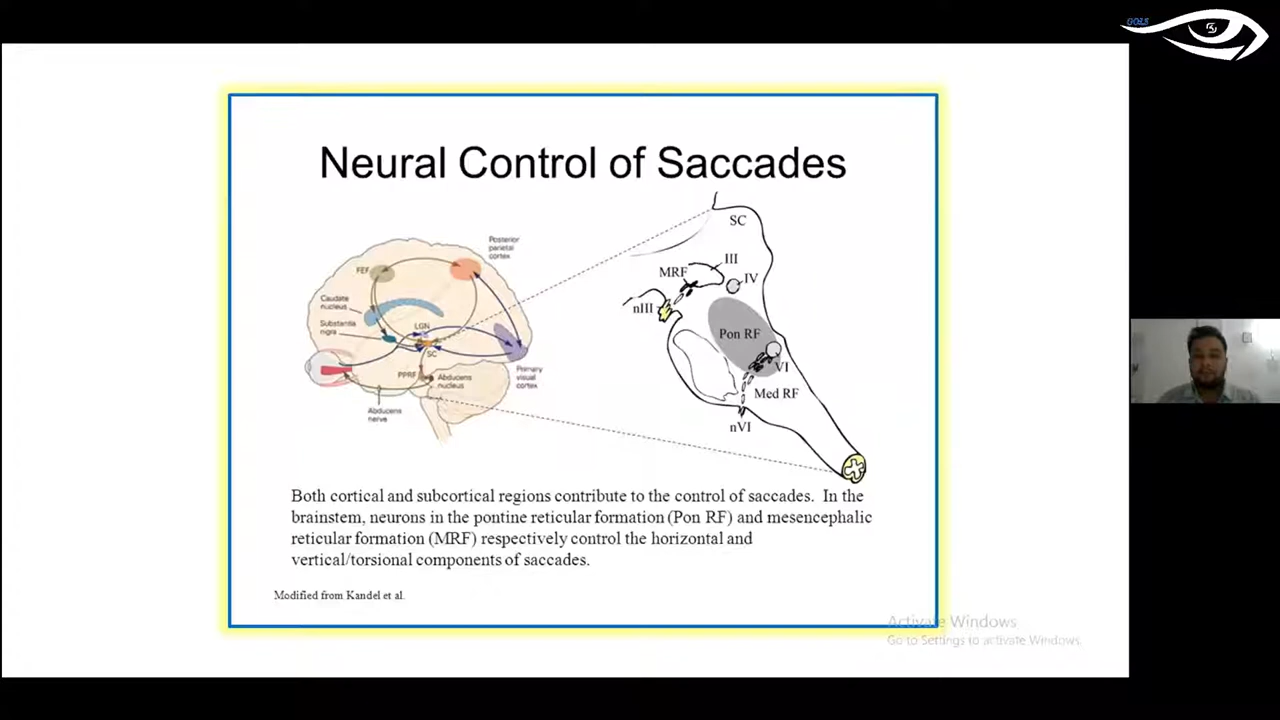 GOLS
Neural Control of Saccades
Posterior
parietal
cortex
FEF
Caudate
nucleus
Substantia
nigra
LGN
SC
PPRF
Abducens
nucleus
Primary
visual
cortex
Abducens
nerve
SC
III
MRF
IV
nIII
Pon RF
VI
Med RF
nVI
Both cortical and subcortical regions contribute to the control of saccades. In the
brainstem, neurons in the pontine reticular formation (Pon RF) and mesencephalic
reticular formation (MRF) respectively control the horizontal and
vertical/torsional components of saccades.
Modified from Kandel et al.
Activate Windows
Go to Settings to activate Windows.